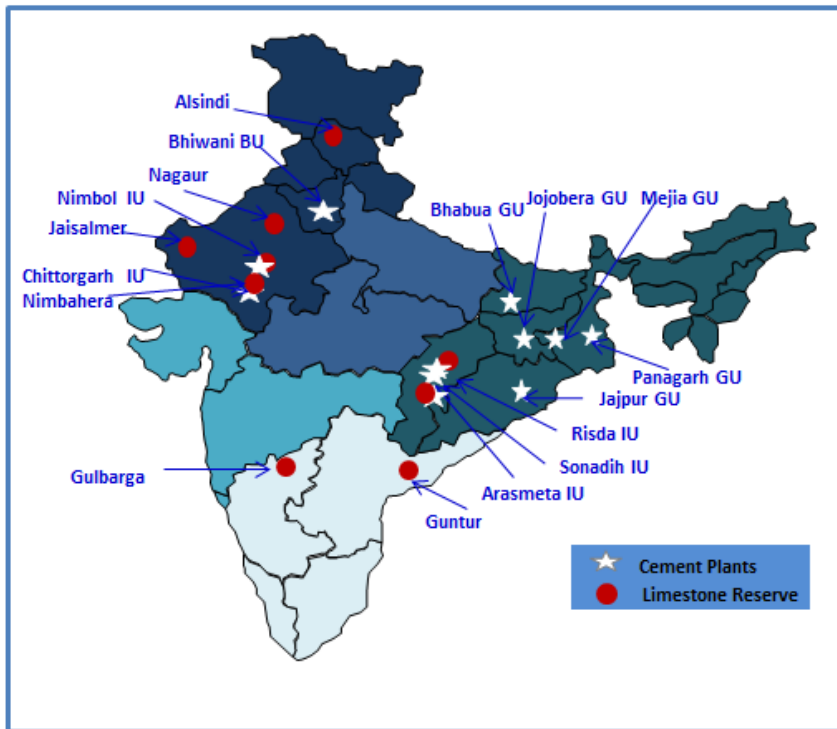 Alsindi
Bhiwani BU
Nagaur
Nimbol IU
Jaisalmer
Chittorgarh IU
Nimbahera
Bhabua GU
Jojobera GU
Mejia GU
Panagarh GU
Jajpur GU
Risda IU
Sonadih IU
Arasmeta IU
Gulbarga
Guntur
Cement Plants
Limestone Reserve